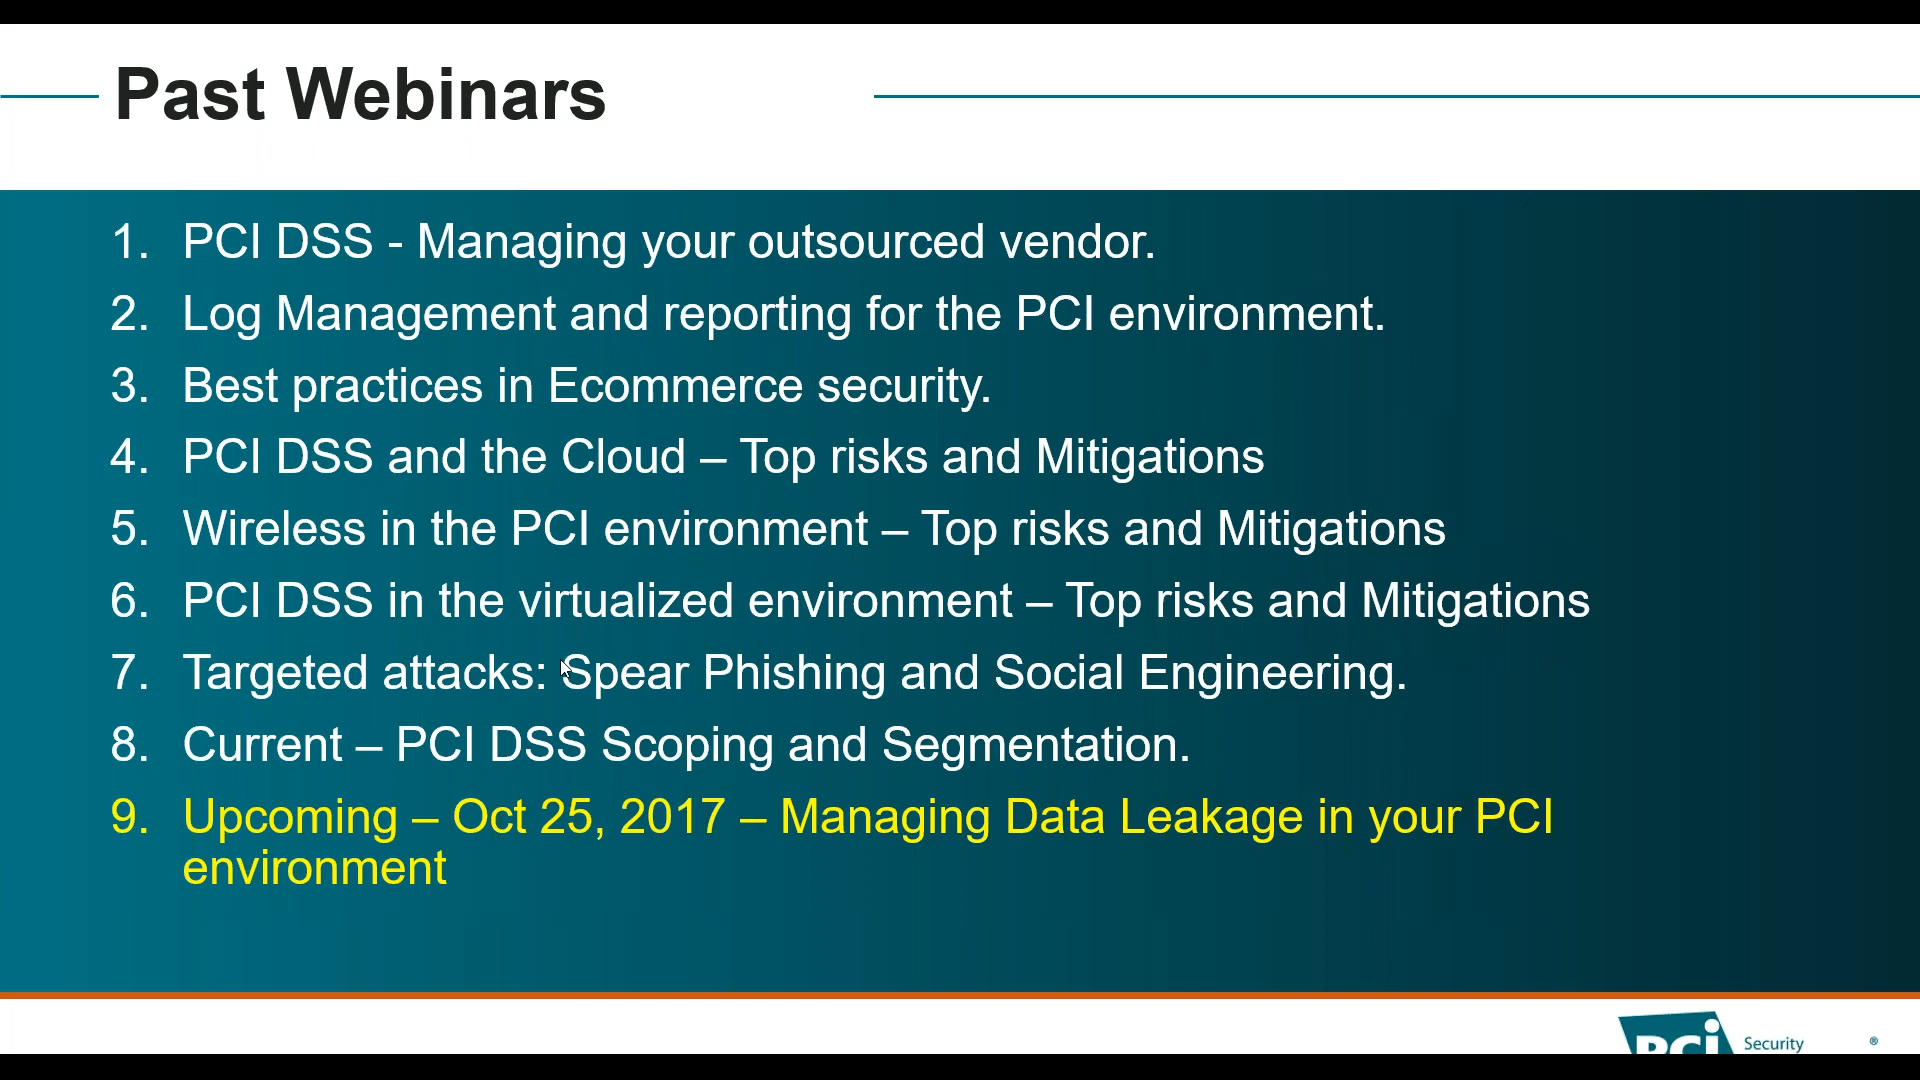 Past Webinars
1. PCI DSS - Managing your outsourced vendor.
2. Log Management and reporting for the PCI environment.
3. Best practices in Ecommerce security.
4. PCI DSS and the Cloud – Top risks and Mitigations
5. Wireless in the PCI environment – Top risks and Mitigations
6. PCI DSS in the virtualized environment – Top risks and Mitigations
7. Targeted attacks: Spear Phishing and Social Engineering.
8. Current – PCI DSS Scoping and Segmentation.
9. Upcoming – Oct 25, 2017 – Managing Data Leakage in your PCI
environment
PCi Security ®